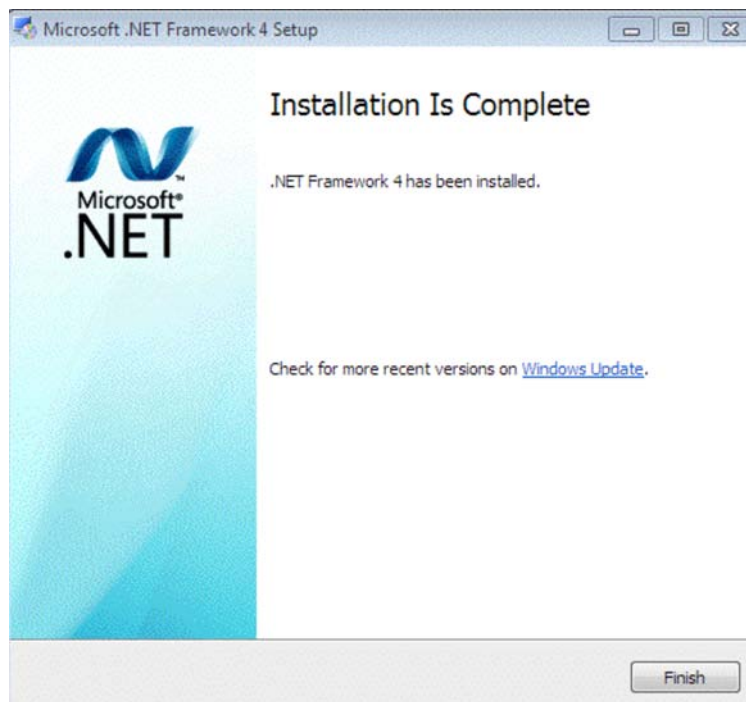 Microsoft .NET Framework 4 Setup
Installation Is Complete
.NET Framework 4 has been installed.
Microsoft®
.NET
™
Check for more recent versions on Windows Update.
Finish